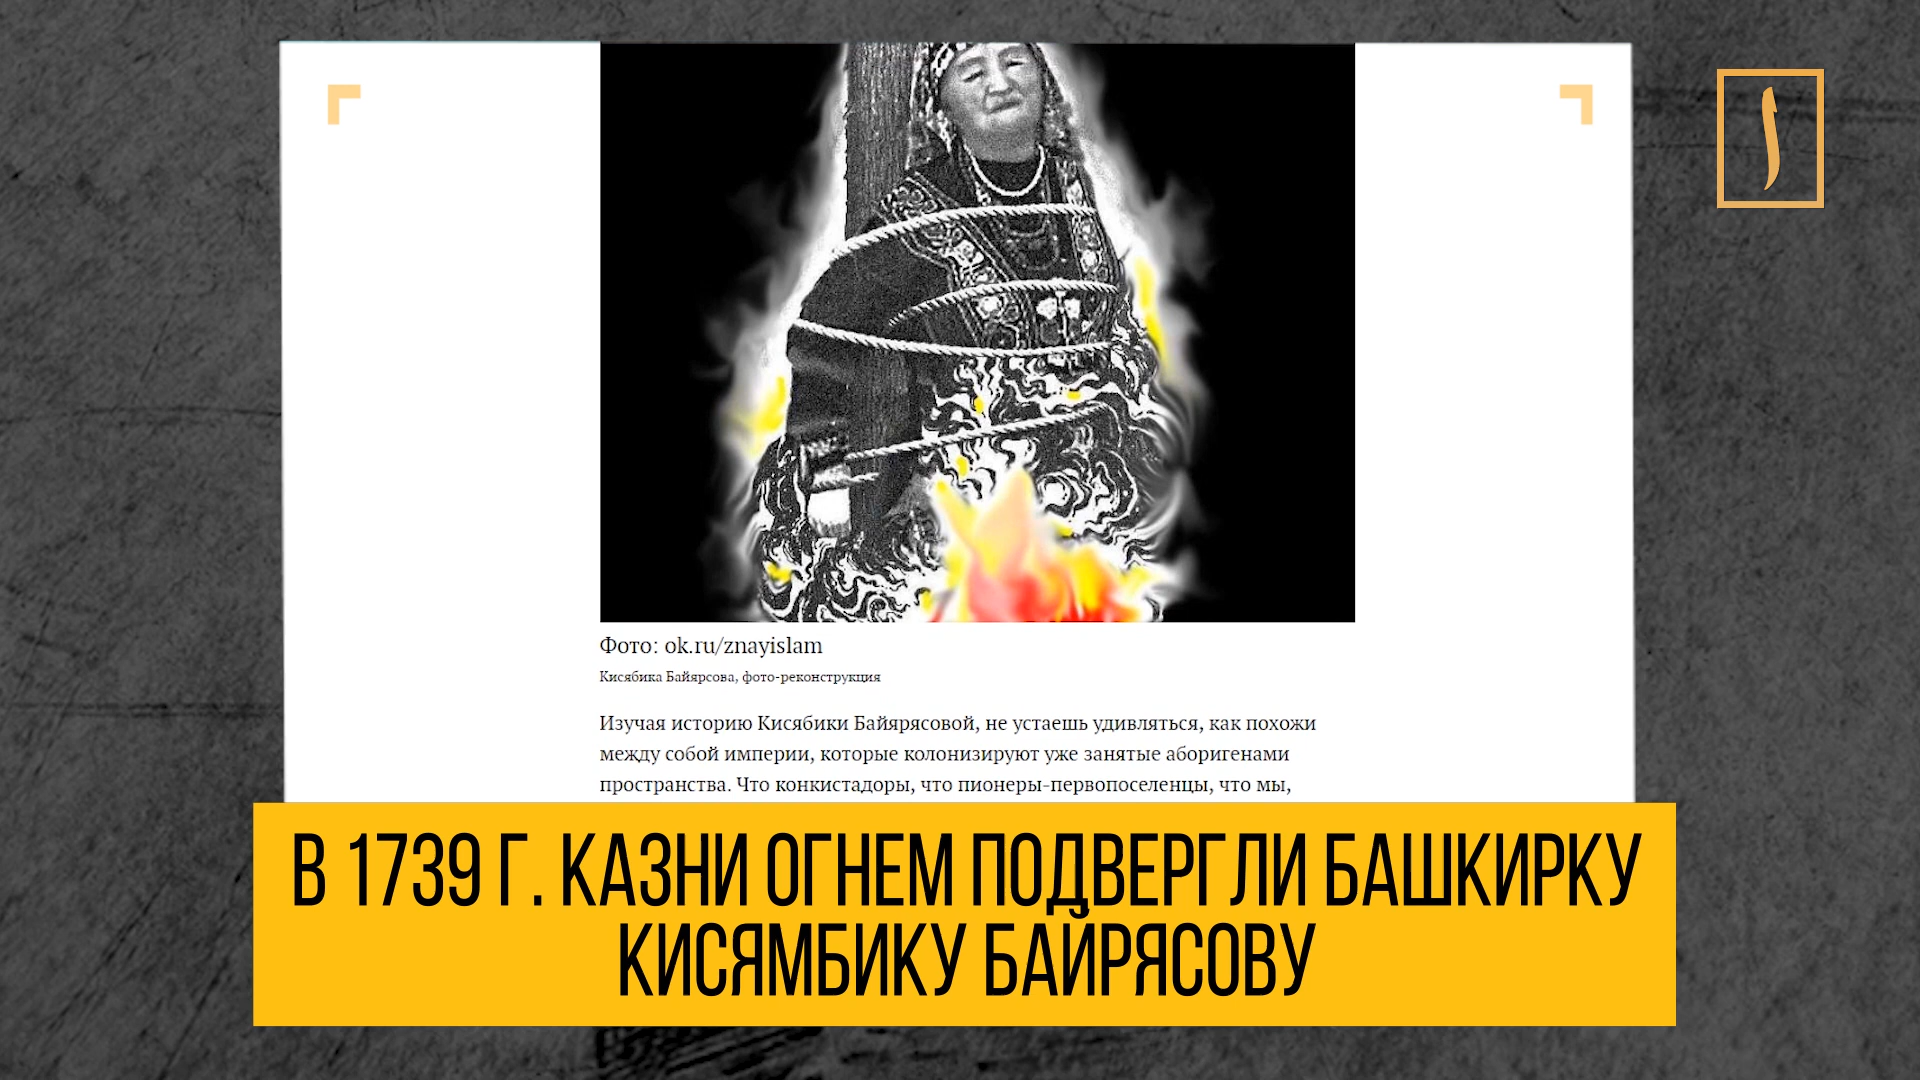 Фото: ok.ru/znayislam
Кисябика Байярсова, фото-реконструкция
Изучая историю Кисябики Байярясовой, не устаешь удивляться, как похожи
между собой империи, которые колонизируют уже занятые аборигенами
пространства. Что конкистадоры, что пионеры-первопоселенцы, что мы,
В 1739 Г. КАЗНИ ОГНЕМ ПОДВЕРГЛИ БАШКИРКУ
КИСЯМБИКУ БАЙРЯСОВУ